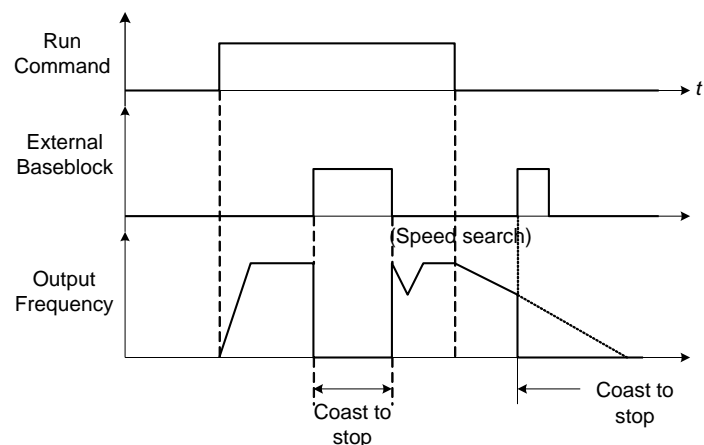 Run
Command
t
External
Baseblock
(Speed search)
Output
Frequency
Coast to
stop
Coast to
stop